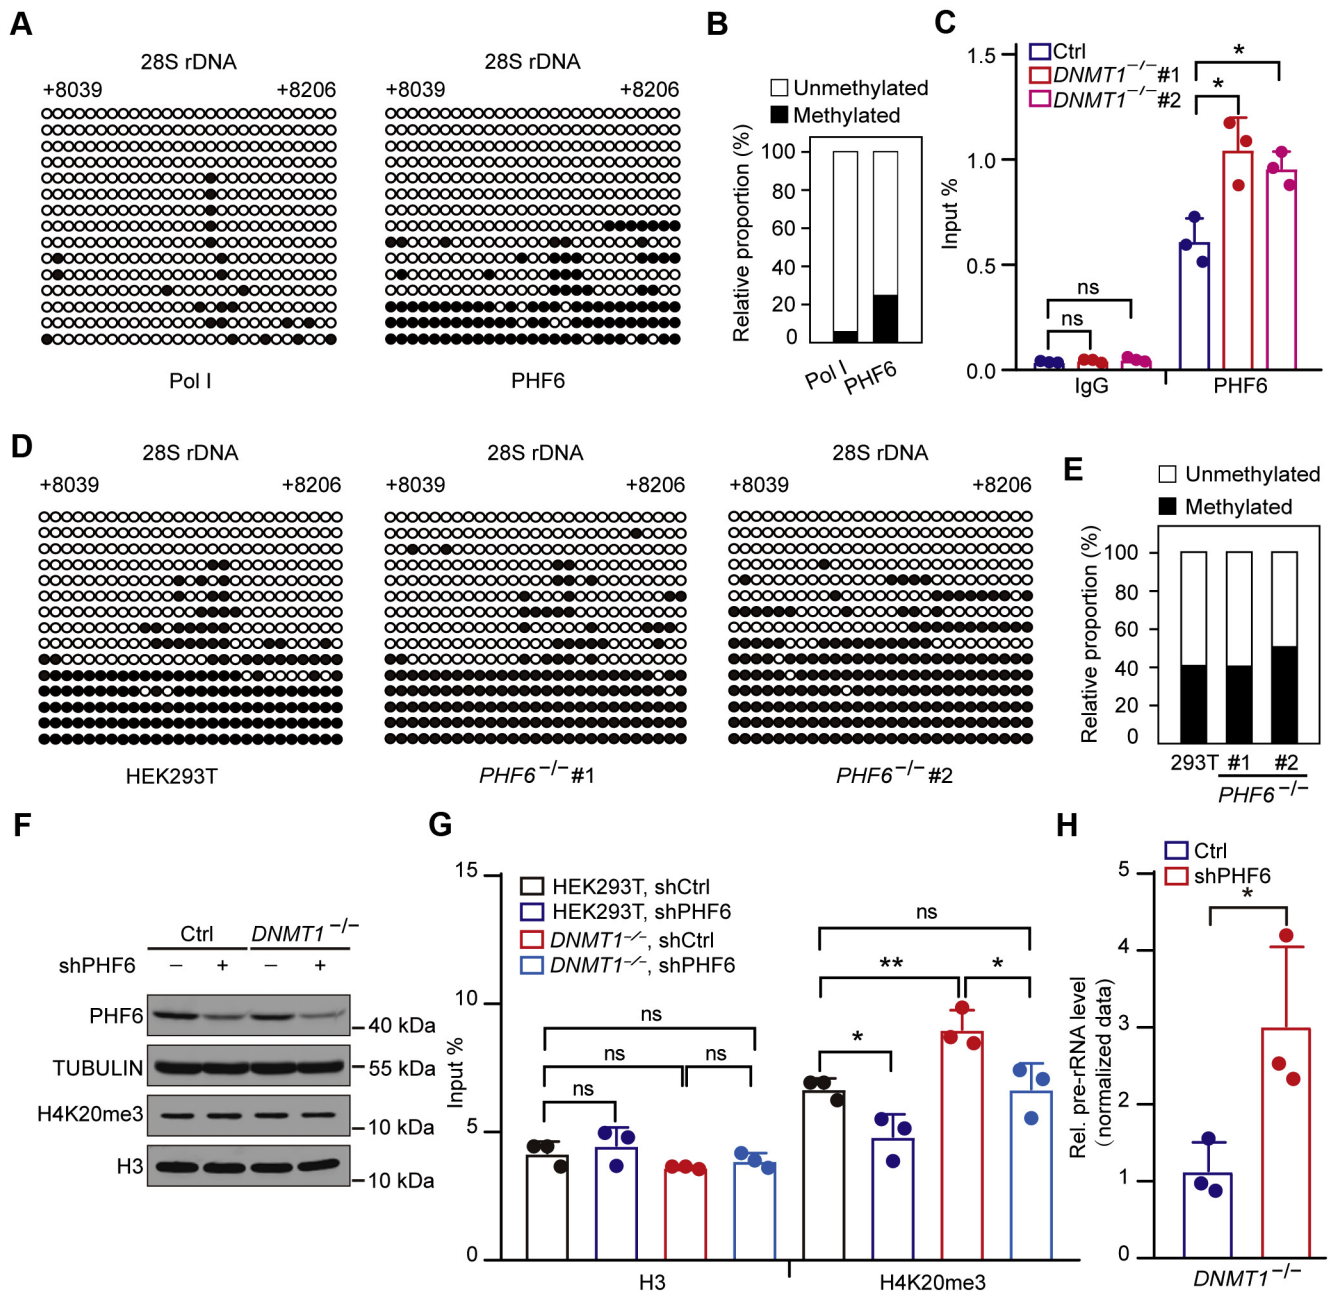 A
28S rDNA
+8039 +8206
Pol I
28S rDNA
+8039 +8206
PHF6
B
Unmethylated
Methylated
Relative proportion (%)
100
80
60
40
20
0
Pol I
PHF6
C
Ctrl
DNMT1⁻/⁻#1
DNMT1⁻/⁻#2
Input %
1.5
1.0
0.5
0.0
ns
ns
*
*
IgG
PHF6
D
28S rDNA
+8039 +8206
HEK293T
28S rDNA
+8039 +8206
PHF6⁻/⁻#1
28S rDNA
+8039 +8206
PHF6⁻/⁻#2
E
Unmethylated
Methylated
Relative proportion (%)
100
80
60
40
20
0
293T #1 #2
PHF6⁻/⁻
F
Ctrl DNMT1⁻/⁻
shPHF6 − + − +
PHF6
40 kDa
TUBULIN
55 kDa
H4K20me3
10 kDa
H3
10 kDa
G
HEK293T, shCtrl
HEK293T, shPHF6
DNMT1⁻/⁻, shCtrl
DNMT1⁻/⁻, shPHF6
Input %
15
10
5
0
ns
ns
ns
ns
ns
**
*
*
H3
H4K20me3
H
Ctrl
shPHF6
Rel. pre-rRNA level
(normalized data)
5
4
3
2
1
0
*
DNMT1⁻/⁻